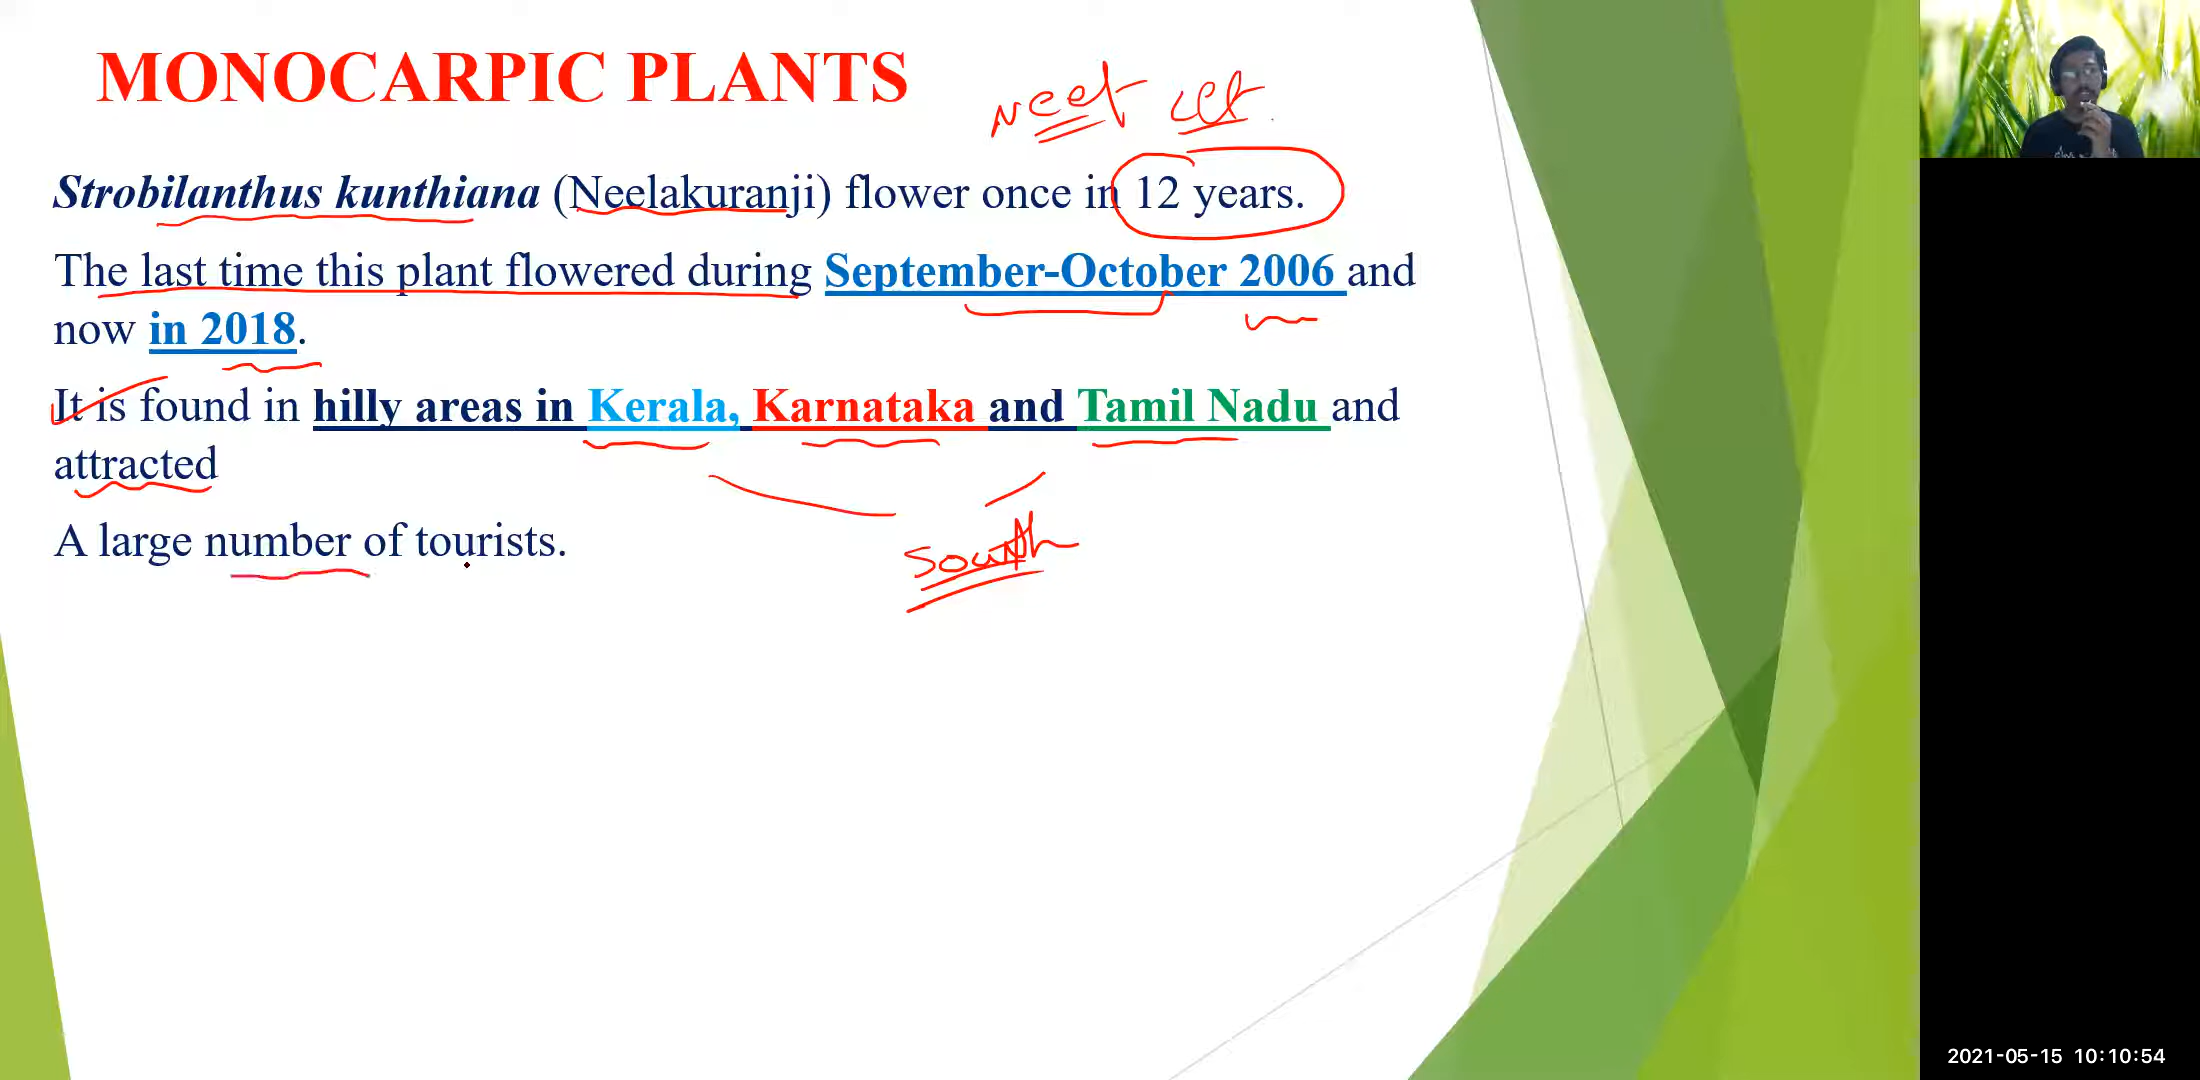 MONOCARPIC PLANTS
Neet cet
Strobilanthus kunthiana (Neelakuranji) flower once in 12 years.
The last time this plant flowered during September-October 2006 and
now in 2018.
It is found in hilly areas in Kerala, Karnataka and Tamil Nadu and
attracted
A large number of tourists.
South
2021-05-15 10:10:54